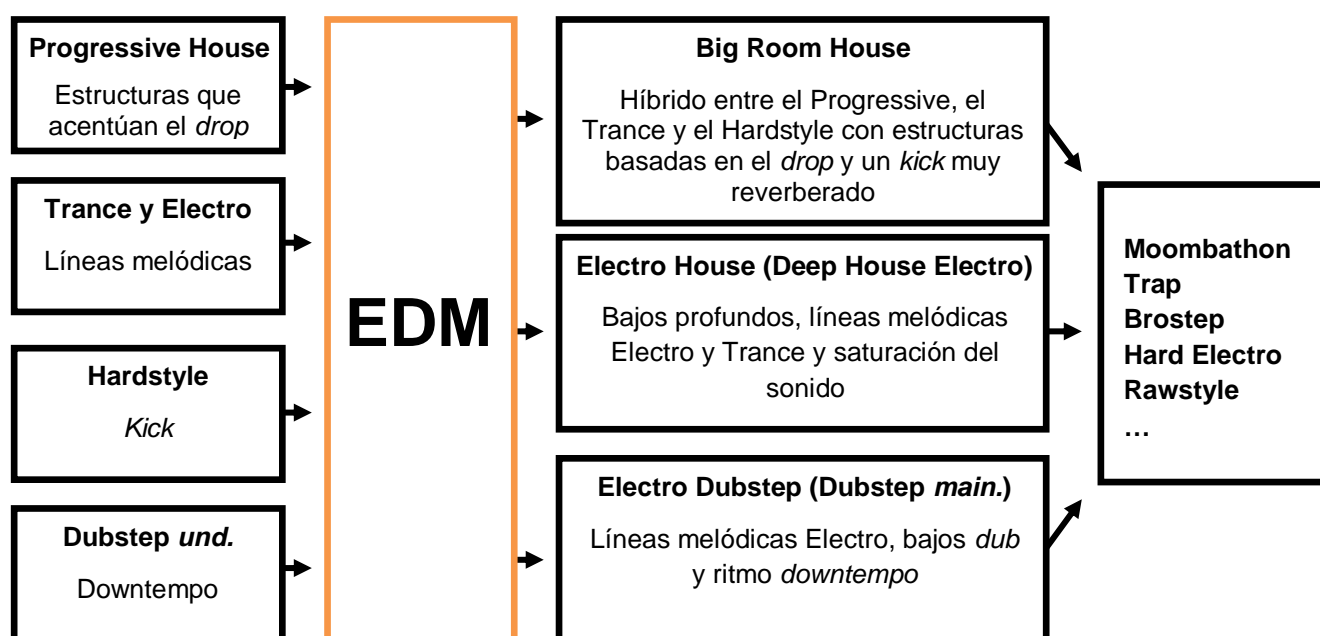 Progressive House
Estructuras que
acentúan el drop
Trance y Electro
Líneas melódicas
Hardstyle
Kick
Dubstep und.
Downtempo
EDM
Big Room House
Híbrido entre el Progressive, el
Trance y el Hardstyle con estructuras
basadas en el drop y un kick muy
reverberado
Electro House (Deep House Electro)
Bajos profundos, líneas melódicas
Electro y Trance y saturación del
sonido
Electro Dubstep (Dubstep main.)
Líneas melódicas Electro, bajos dub
y ritmo downtempo
Moombathon
Trap
Brostep
Hard Electro
Rawstyle
…